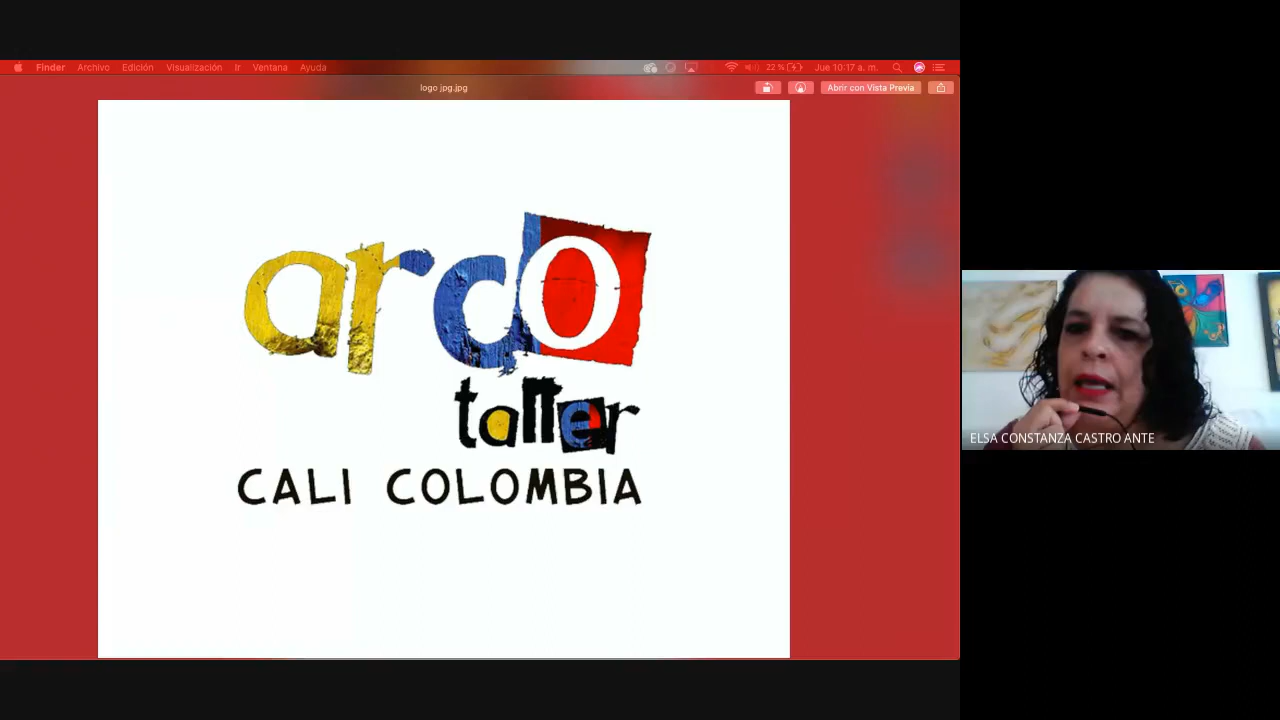 Finder Archivo Edición Visualización Ir Ventana Ayuda 22 % Jue 10:17 a. m.
logo jpg.jpg Abrir con Vista Previa
arco
taller
CALI COLOMBIA
ELSA CONSTANZA CASTRO ANTE